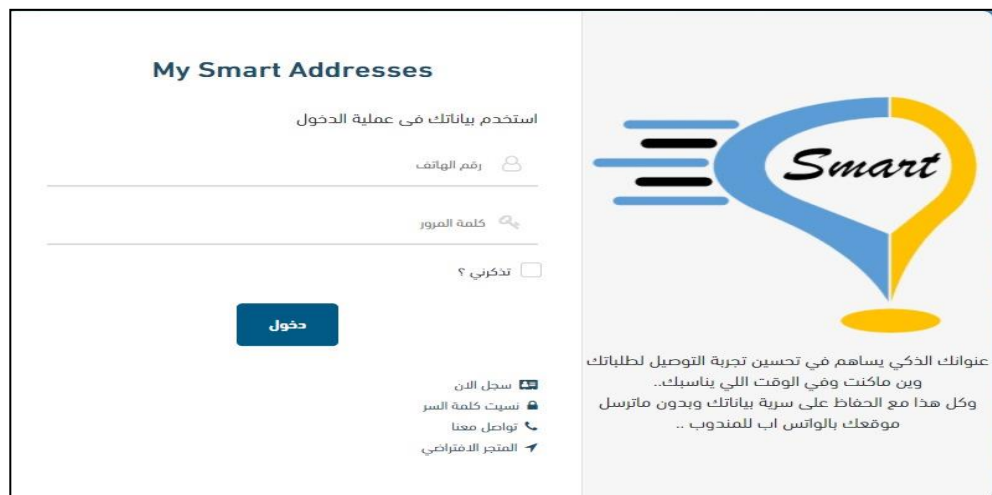 My Smart Addresses
استخدم بياناتك فى عملية الدخول
رقم الهاتف
كلمة المرور
تذكرني ؟
دخول
سجل الان
نسيت كلمة السر
تواصل معنا
المتجر الافتراضي
Smart
عنوانك الذكي يساهم في تحسين تجربة التوصيل لطلباتك
وين ماكنت وفي الوقت اللي يناسبك..
وكل هذا مع الحفاظ على سرية بياناتك وبدون ماترسل
موقعك بالواتس اب للمندوب ..